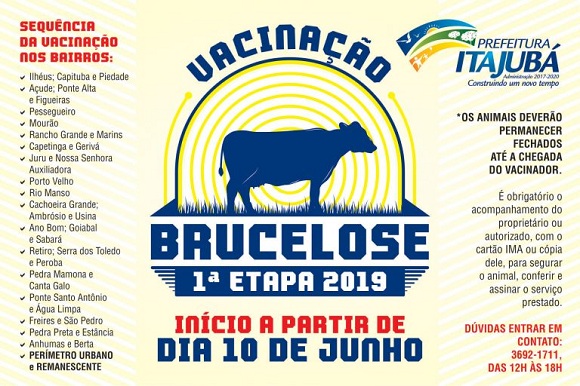 SEQUÊNCIA
DA VACINAÇÃO
NOS BAIRROS:
Ilhéus; Capituba e Piedade
Açude; Ponte Alta
e Figueiras
Pessegueiro
Mourão
Rancho Grande e Marins
Capetinga e Gerivá
Juru e Nossa Senhora
Auxiliadora
Porto Velho
Rio Manso
Cachoeira Grande;
Ambrósio e Usina
Ano Bom; Goiabal
e Sabará
Retiro; Serra dos Toledo
e Peroba
Pedra Mamona e
Canta Galo
Ponte Santo Antônio
e Água Limpa
Freires e São Pedro
Pedra Preta e Estância
Anhumas e Berta
PERÍMETRO URBANO
e REMANESCENTE
VACINAÇÃO
BRUCELOSE
1ª ETAPA 2019
INÍCIO A PARTIR DE
DIA 10 DE JUNHO
PREFEITURA
ITAJUBÁ
Administração 2017-2020
Construindo um novo tempo
*OS ANIMAIS DEVERÃO
PERMANECER
FECHADOS
ATÉ A CHEGADA
DO VACINADOR.
É obrigatório o
acompanhamento do
proprietário ou
autorizado, com o
cartão IMA ou cópia
dele, para segurar
o animal, conferir e
assinar o serviço
prestado.
DÚVIDAS ENTRAR EM
CONTATO:
3692-1711,
DAS 12H ÀS 18H